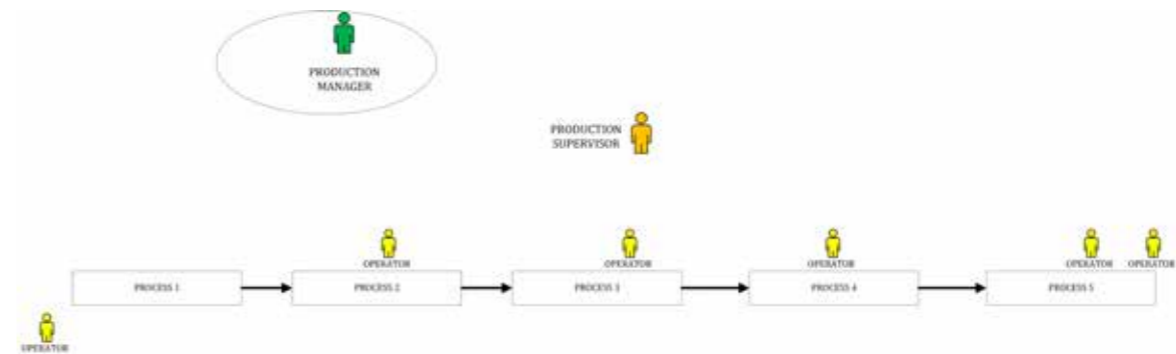 PRODUCTION
MANAGER
PRODUCTION
SUPERVISOR
OPERATOR
OPERATOR
OPERATOR
OPERATOR
OPERATOR
PROCESS 1
PROCESS 2
PROCESS 3
PROCESS 4
PROCESS 5
OPERATOR